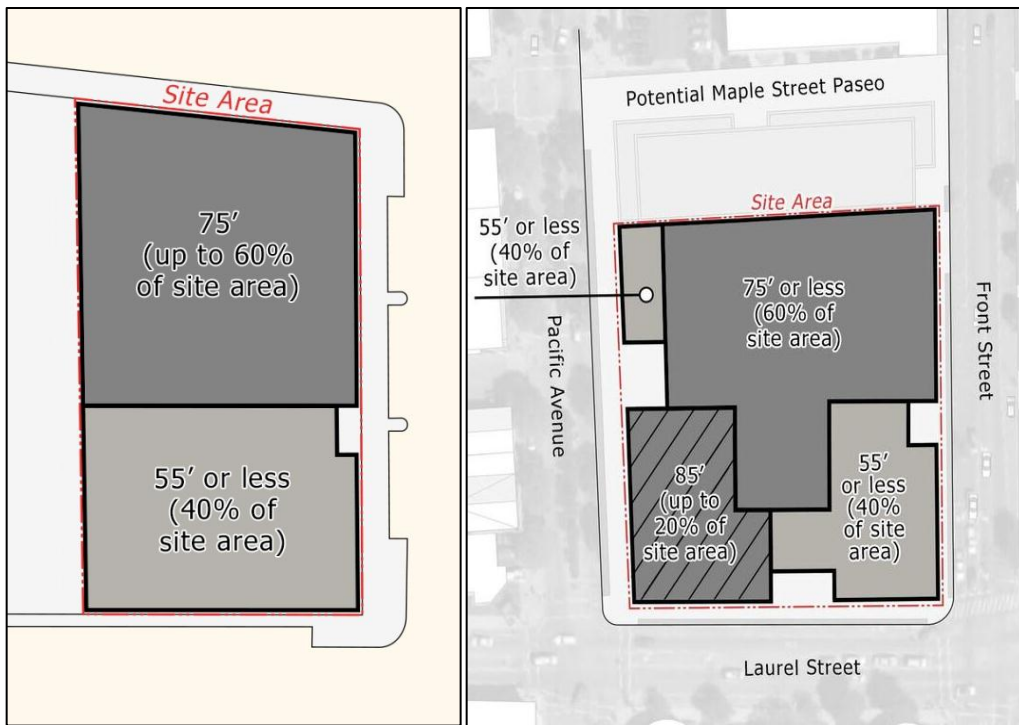 Site Area
75’
(up to 60%
of site area)
55’ or less
(40% of
site area)
Potential Maple Street Paseo
Site Area
55’ or less
(40% of
site area)
75’ or less
(60% of
site area)
Pacific Avenue
Front Street
85’
(up to
20% of
site area)
55’
or less
(40%
of site
area)
Laurel Street